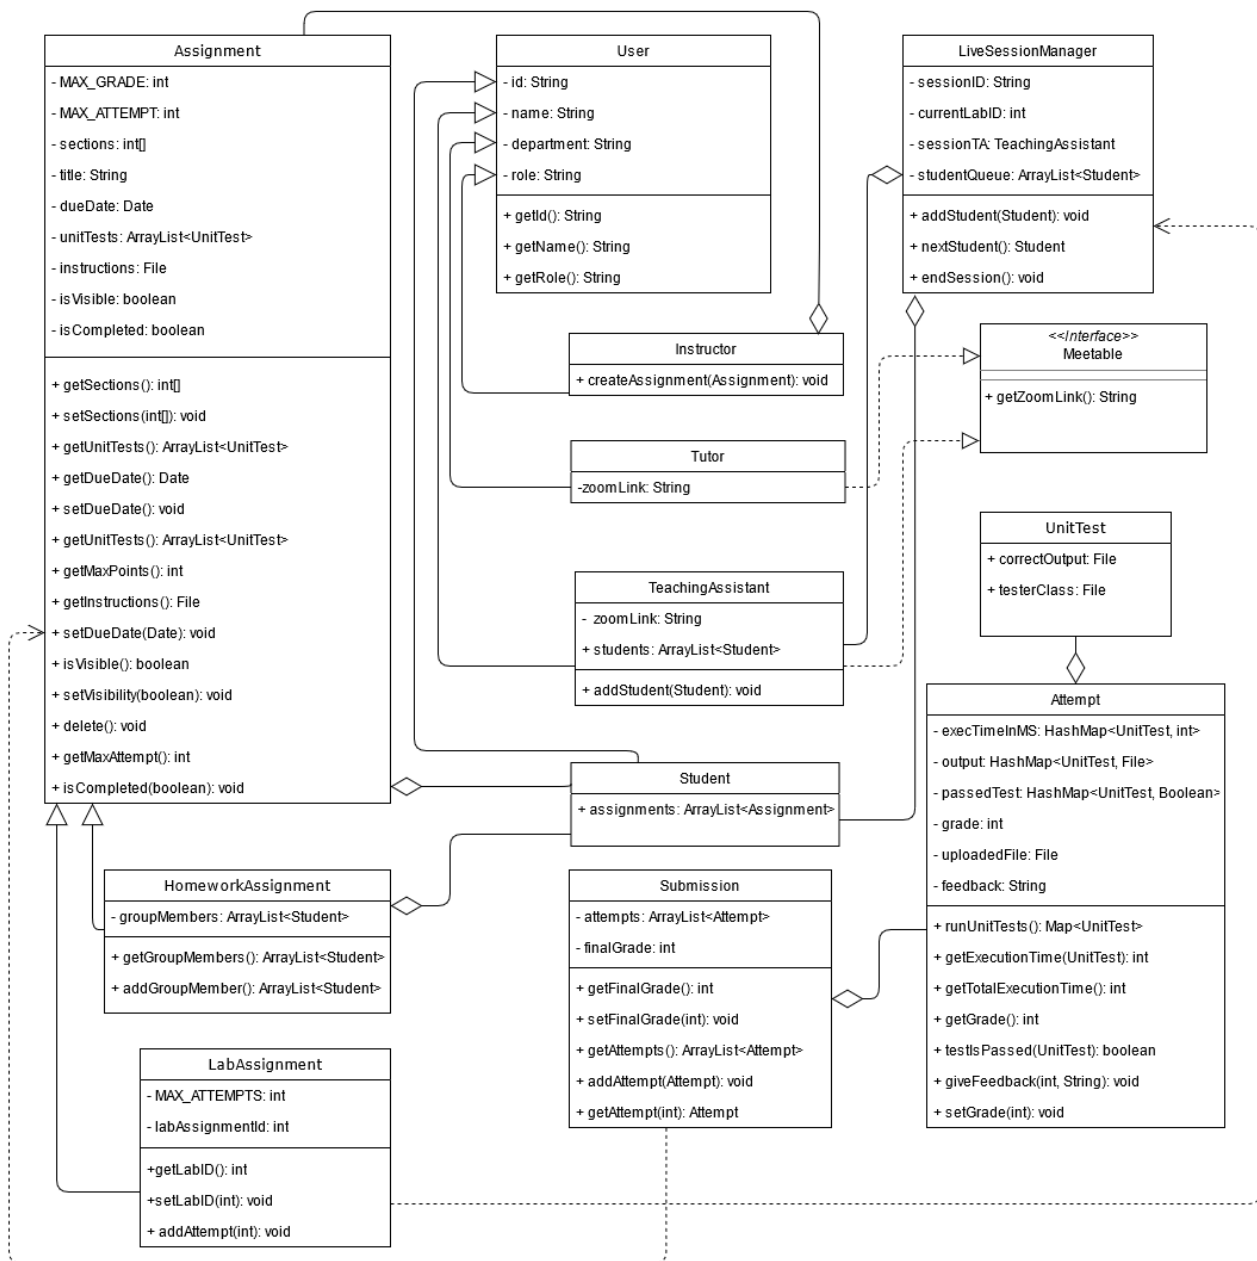 Assignment
- MAX_GRADE: int
- MAX_ATTEMPT: int
- sections: int[]
- title: String
- dueDate: Date
- unitTests: ArrayList<UnitTest>
- instructions: File
- isVisible: boolean
- isCompleted: boolean
+ getSections(): int[]
+ setSections(int[]): void
+ getUnitTests(): ArrayList<UnitTest>
+ getDueDate(): Date
+ setDueDate(): void
+ getUnitTests(): ArrayList<UnitTest>
+ getMaxPoints(): int
+ getInstructions(): File
+ setDueDate(Date): void
+ isVisible(): boolean
+ setVisibility(boolean): void
+ delete(): void
+ getMaxAttempt(): int
+ isCompleted(boolean): void
User
- id: String
- name: String
- department: String
- role: String
+ getId(): String
+ getName(): String
+ getRole(): String
LiveSessionManager
- sessionID: String
- currentLabID: int
- sessionTA: TeachingAssistant
- studentQueue: ArrayList<Student>
+ addStudent(Student): void
+ nextStudent(): Student
+ endSession(): void
Instructor
+ createAssignment(Assignment): void
<<Interface>>
Meetable
+ getZoomLink(): String
Tutor
-zoomLink: String
UnitTest
+ correctOutput: File
+ testerClass: File
TeachingAssistant
- zoomLink: String
+ students: ArrayList<Student>
+ addStudent(Student): void
Attempt
- execTimeInMS: HashMap<UnitTest, int>
- output: HashMap<UnitTest, File>
- passedTest: HashMap<UnitTest, Boolean>
- grade: int
- uploadedFile: File
- feedback: String
+ runUnitTests(): Map<UnitTest>
+ getExecutionTime(UnitTest): int
+ getTotalExecutionTime(): int
+ getGrade(): int
+ testIsPassed(UnitTest): boolean
+ giveFeedback(int, String): void
+ setGrade(int): void
Student
+ assignments: ArrayList<Assignment>
HomeworkAssignment
- groupMembers: ArrayList<Student>
+ getGroupMembers(): ArrayList<Student>
+ addGroupMember(): ArrayList<Student>
Submission
- attempts: ArrayList<Attempt>
- finalGrade: int
+ getFinalGrade(): int
+ setFinalGrade(int): void
+ getAttempts(): ArrayList<Attempt>
+ addAttempt(Attempt): void
+ getAttempt(int): Attempt
LabAssignment
- MAX_ATTEMPTS: int
- labAssignmentId: int
+getLabID(): int
+setLabID(int): void
+ addAttempt(int): void